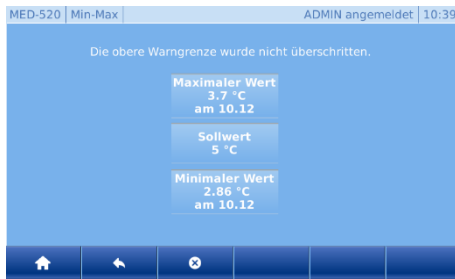 MED-520 Min-Max ADMIN angemeldet 10:39
Die obere Warngrenze wurde nicht überschritten.
Maximaler Wert
3.7 °C
am 10.12
Sollwert
5 °C
Minimaler Wert
2.86 °C
am 10.12